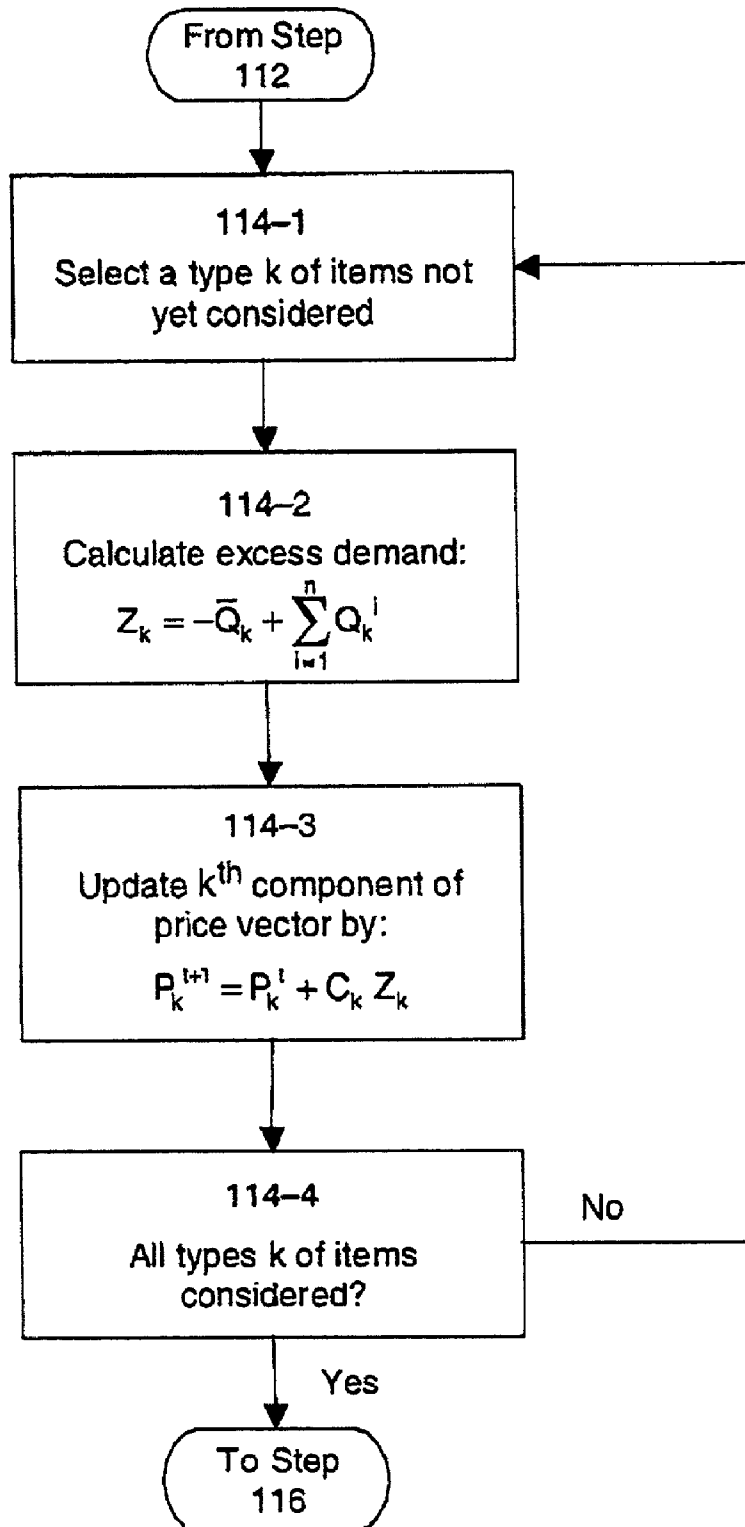 From Step
112
114–1
Select a type k of items not
yet considered
114–2
Calculate excess demand:
Z_k = −Q̄_k + ∑_{i=1}^{n} Q_k^i
114–3
Update k^th component of
price vector by:
P_k^{t+1} = P_k^t + C_k Z_k
114–4
All types k of items
considered?
No
Yes
To Step
116